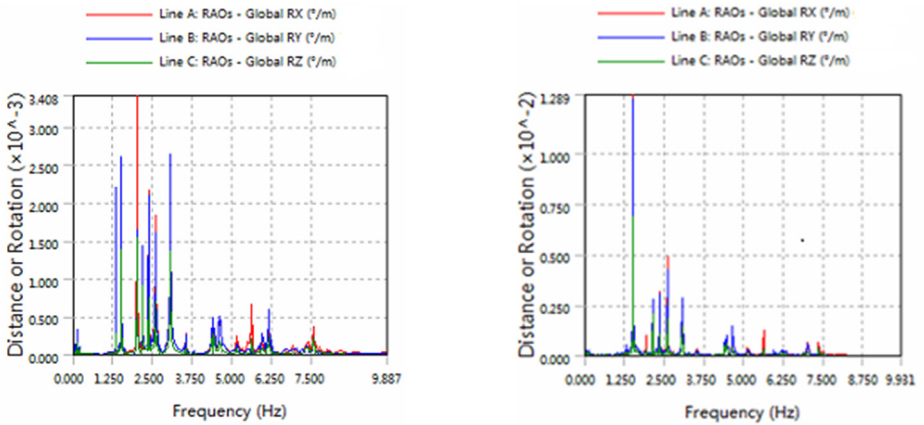 Line A: RAOs - Global RX (°/m)
Line B: RAOs - Global RY (°/m)
Line C: RAOs - Global RZ (°/m)
Distance or Rotation (×10^-3)
3.408
3.000
2.500
2.000
1.500
1.000
0.500
0.000
0.000 1.250 2.500 3.750 5.000 6.250 7.500 9.887
Frequency (Hz)
Line A: RAOs - Global RX (°/m)
Line B: RAOs - Global RY (°/m)
Line C: RAOs - Global RZ (°/m)
Distance or Rotation (×10^-2)
1.289
1.000
0.750
0.500
0.250
0.000
0.000 1.250 2.500 3.750 5.000 6.250 7.500 8.750 9.931
Frequency (Hz)